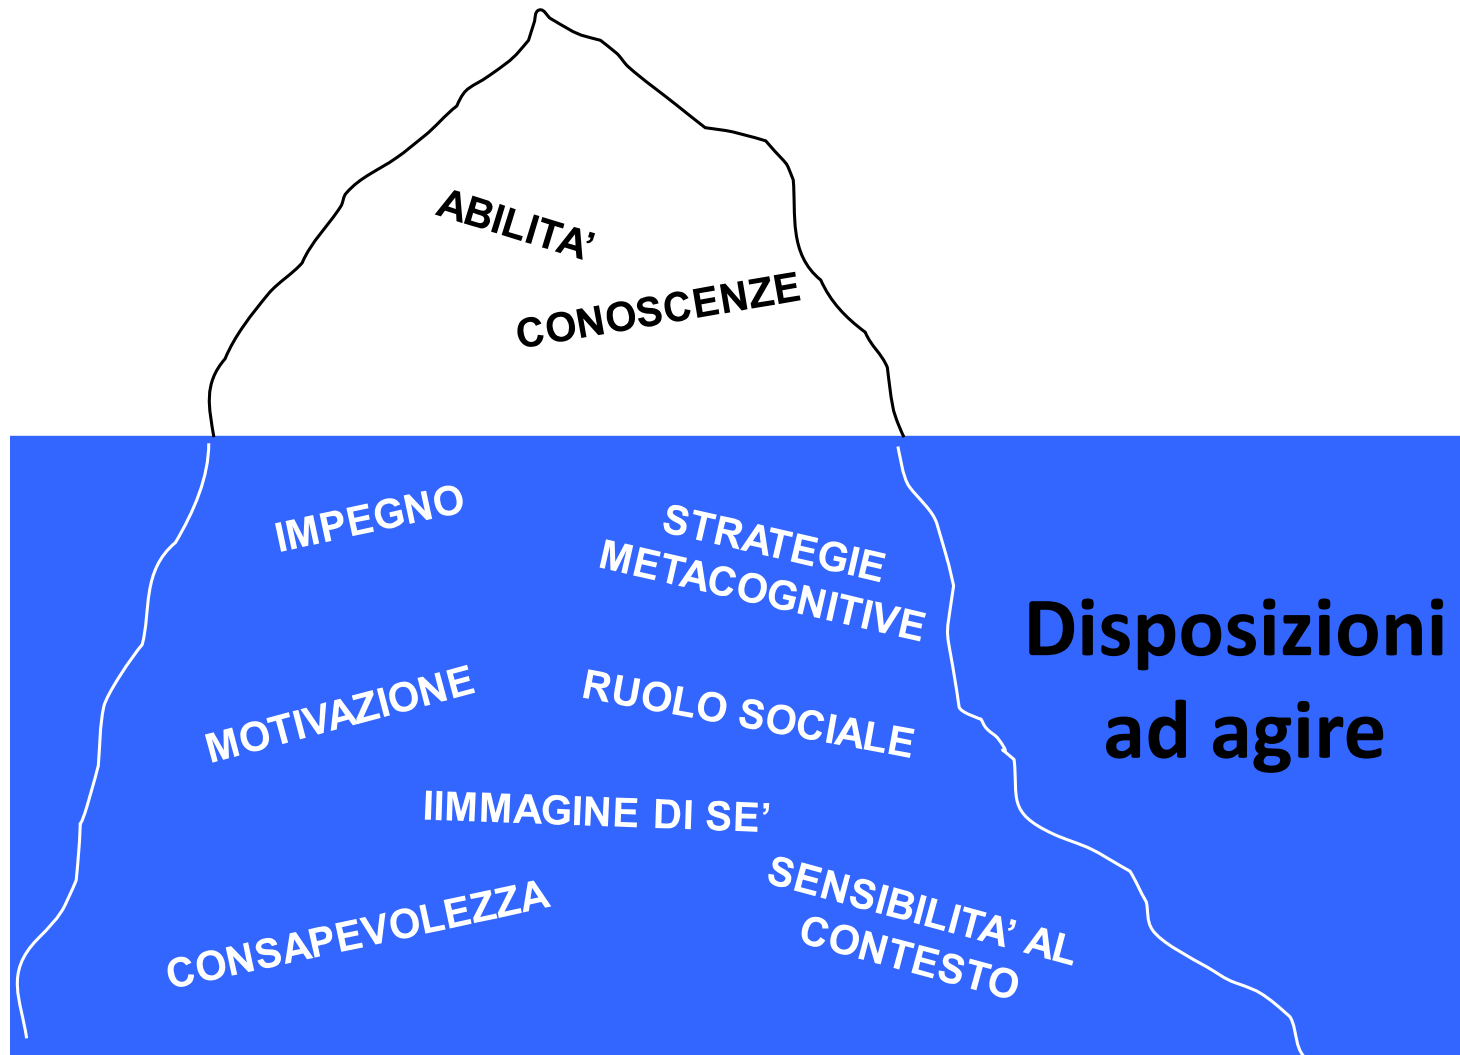 ABILITA’
CONOSCENZE
IMPEGNO
STRATEGIE
METACOGNITIVE
Disposizioni
ad agire
MOTIVAZIONE
RUOLO SOCIALE
IIMMAGINE DI SE’
SENSIBILITA’ AL
CONTESTO
CONSAPEVOLEZZA